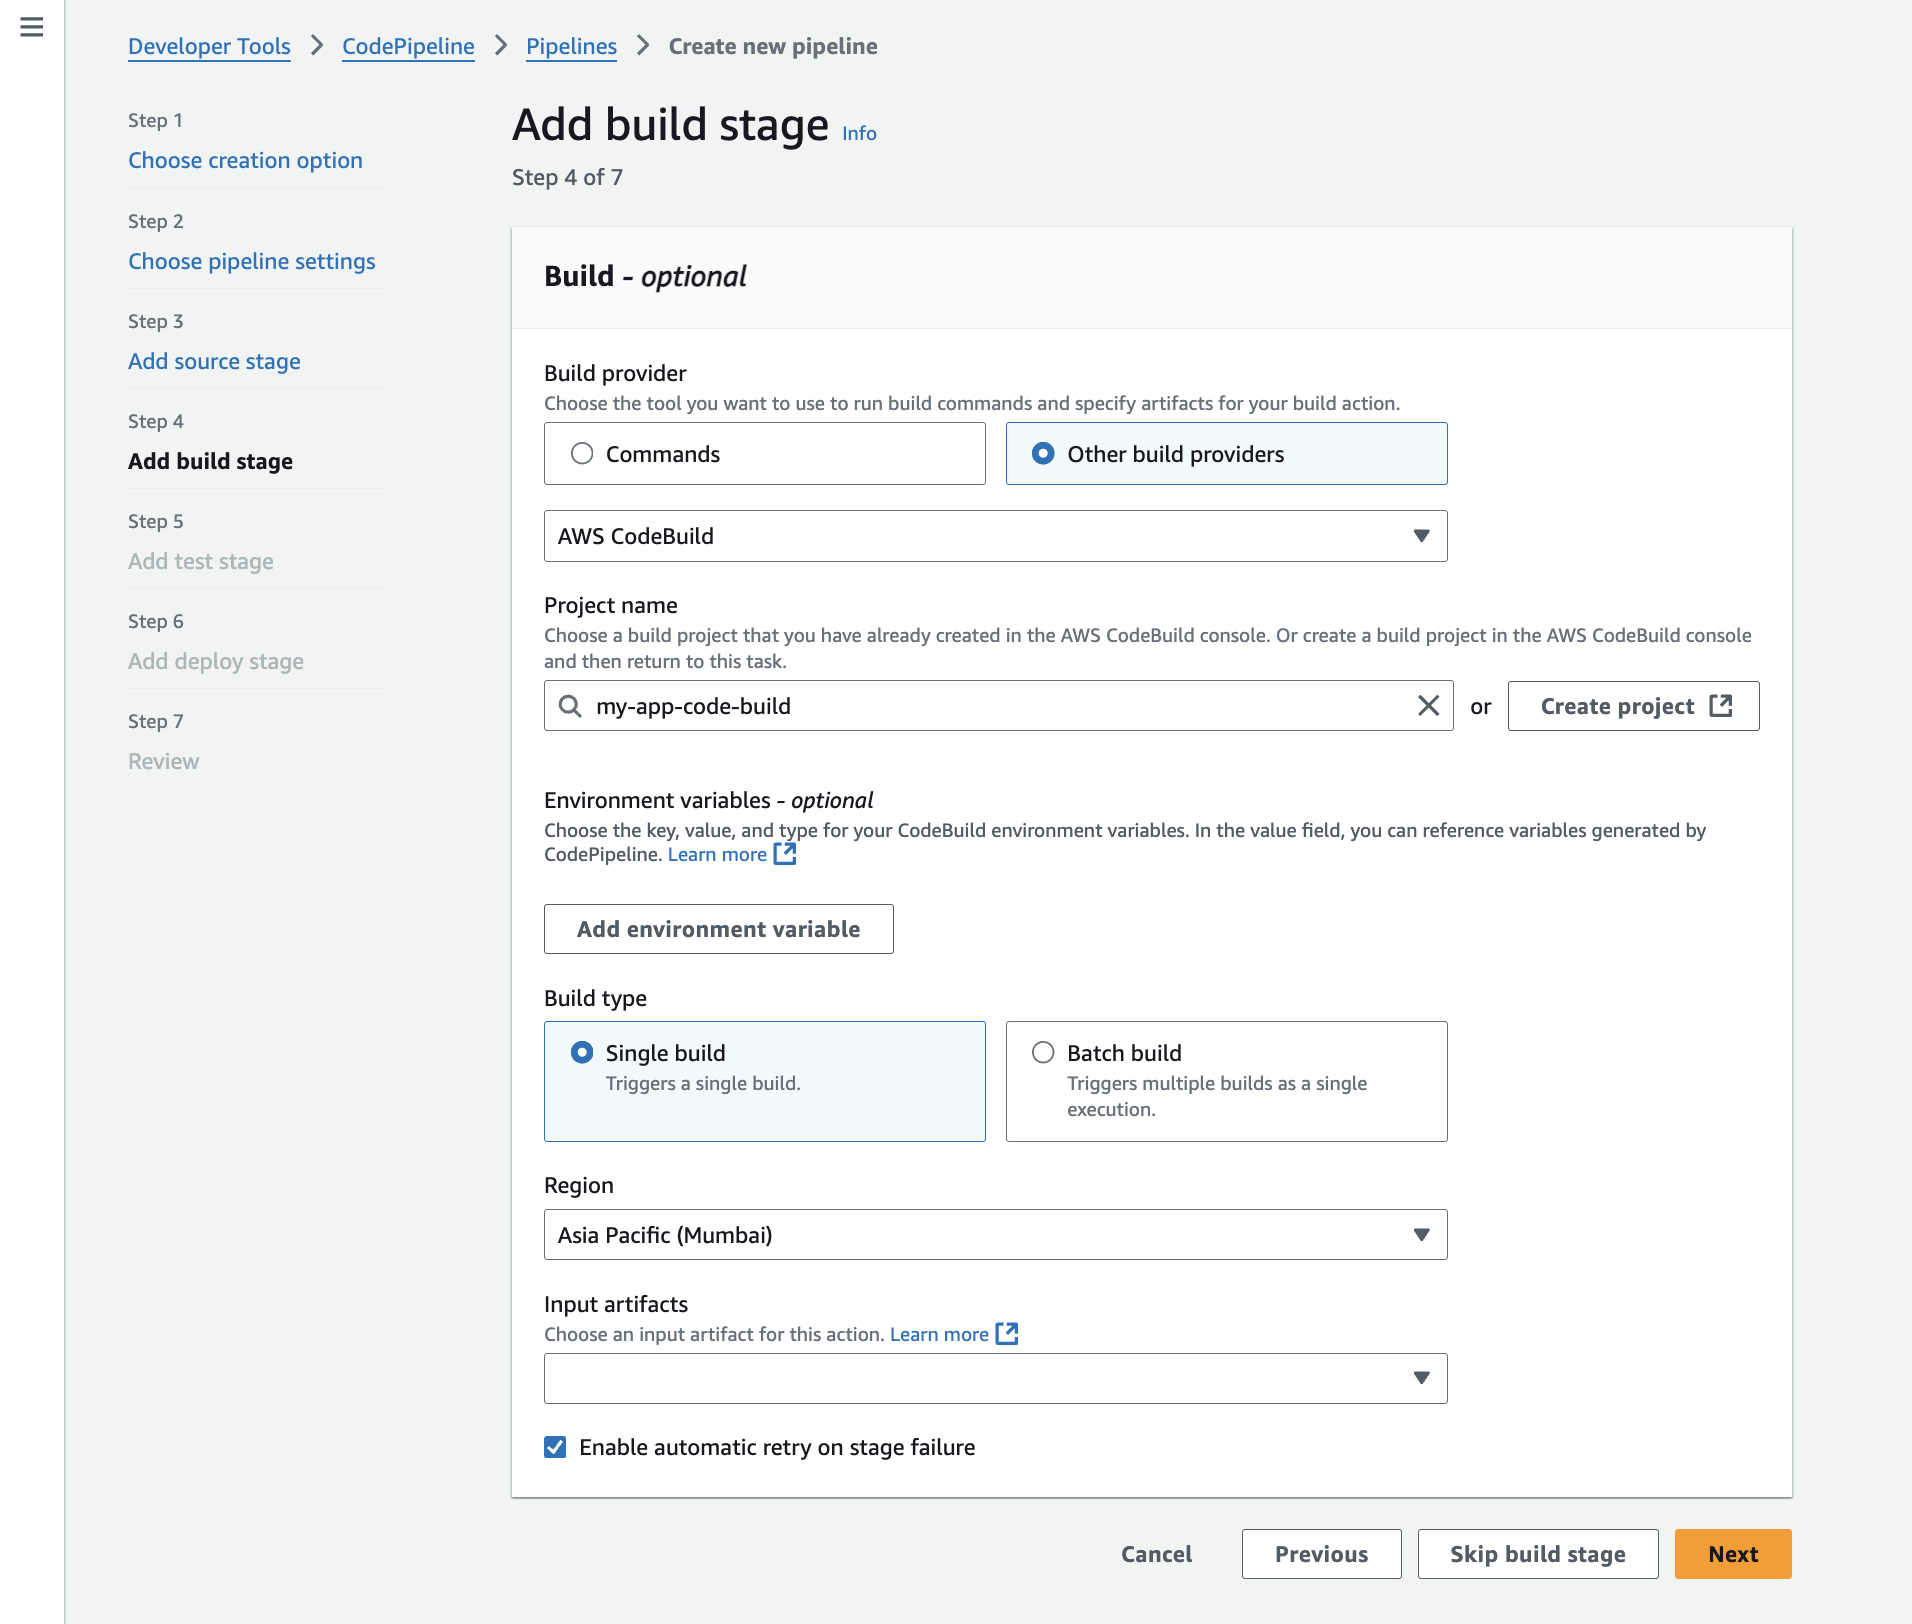 Developer Tools > CodePipeline > Pipelines > Create new pipeline
Step 1
Choose creation option
Step 2
Choose pipeline settings
Step 3
Add source stage
Step 4
Add build stage
Step 5
Add test stage
Step 6
Add deploy stage
Step 7
Review
Add build stage Info
Step 4 of 7
Build - optional
Build provider
Choose the tool you want to use to run build commands and specify artifacts for your build action.
Commands
Other build providers
AWS CodeBuild
Project name
Choose a build project that you have already created in the AWS CodeBuild console. Or create a build project in the AWS CodeBuild console
and then return to this task.
my-app-code-build
or
Create project
Environment variables - optional
Choose the key, value, and type for your CodeBuild environment variables. In the value field, you can reference variables generated by
CodePipeline. Learn more
Add environment variable
Build type
Single build
Triggers a single build.
Batch build
Triggers multiple builds as a single
execution.
Region
Asia Pacific (Mumbai)
Input artifacts
Choose an input artifact for this action. Learn more
Enable automatic retry on stage failure
Cancel
Previous
Skip build stage
Next